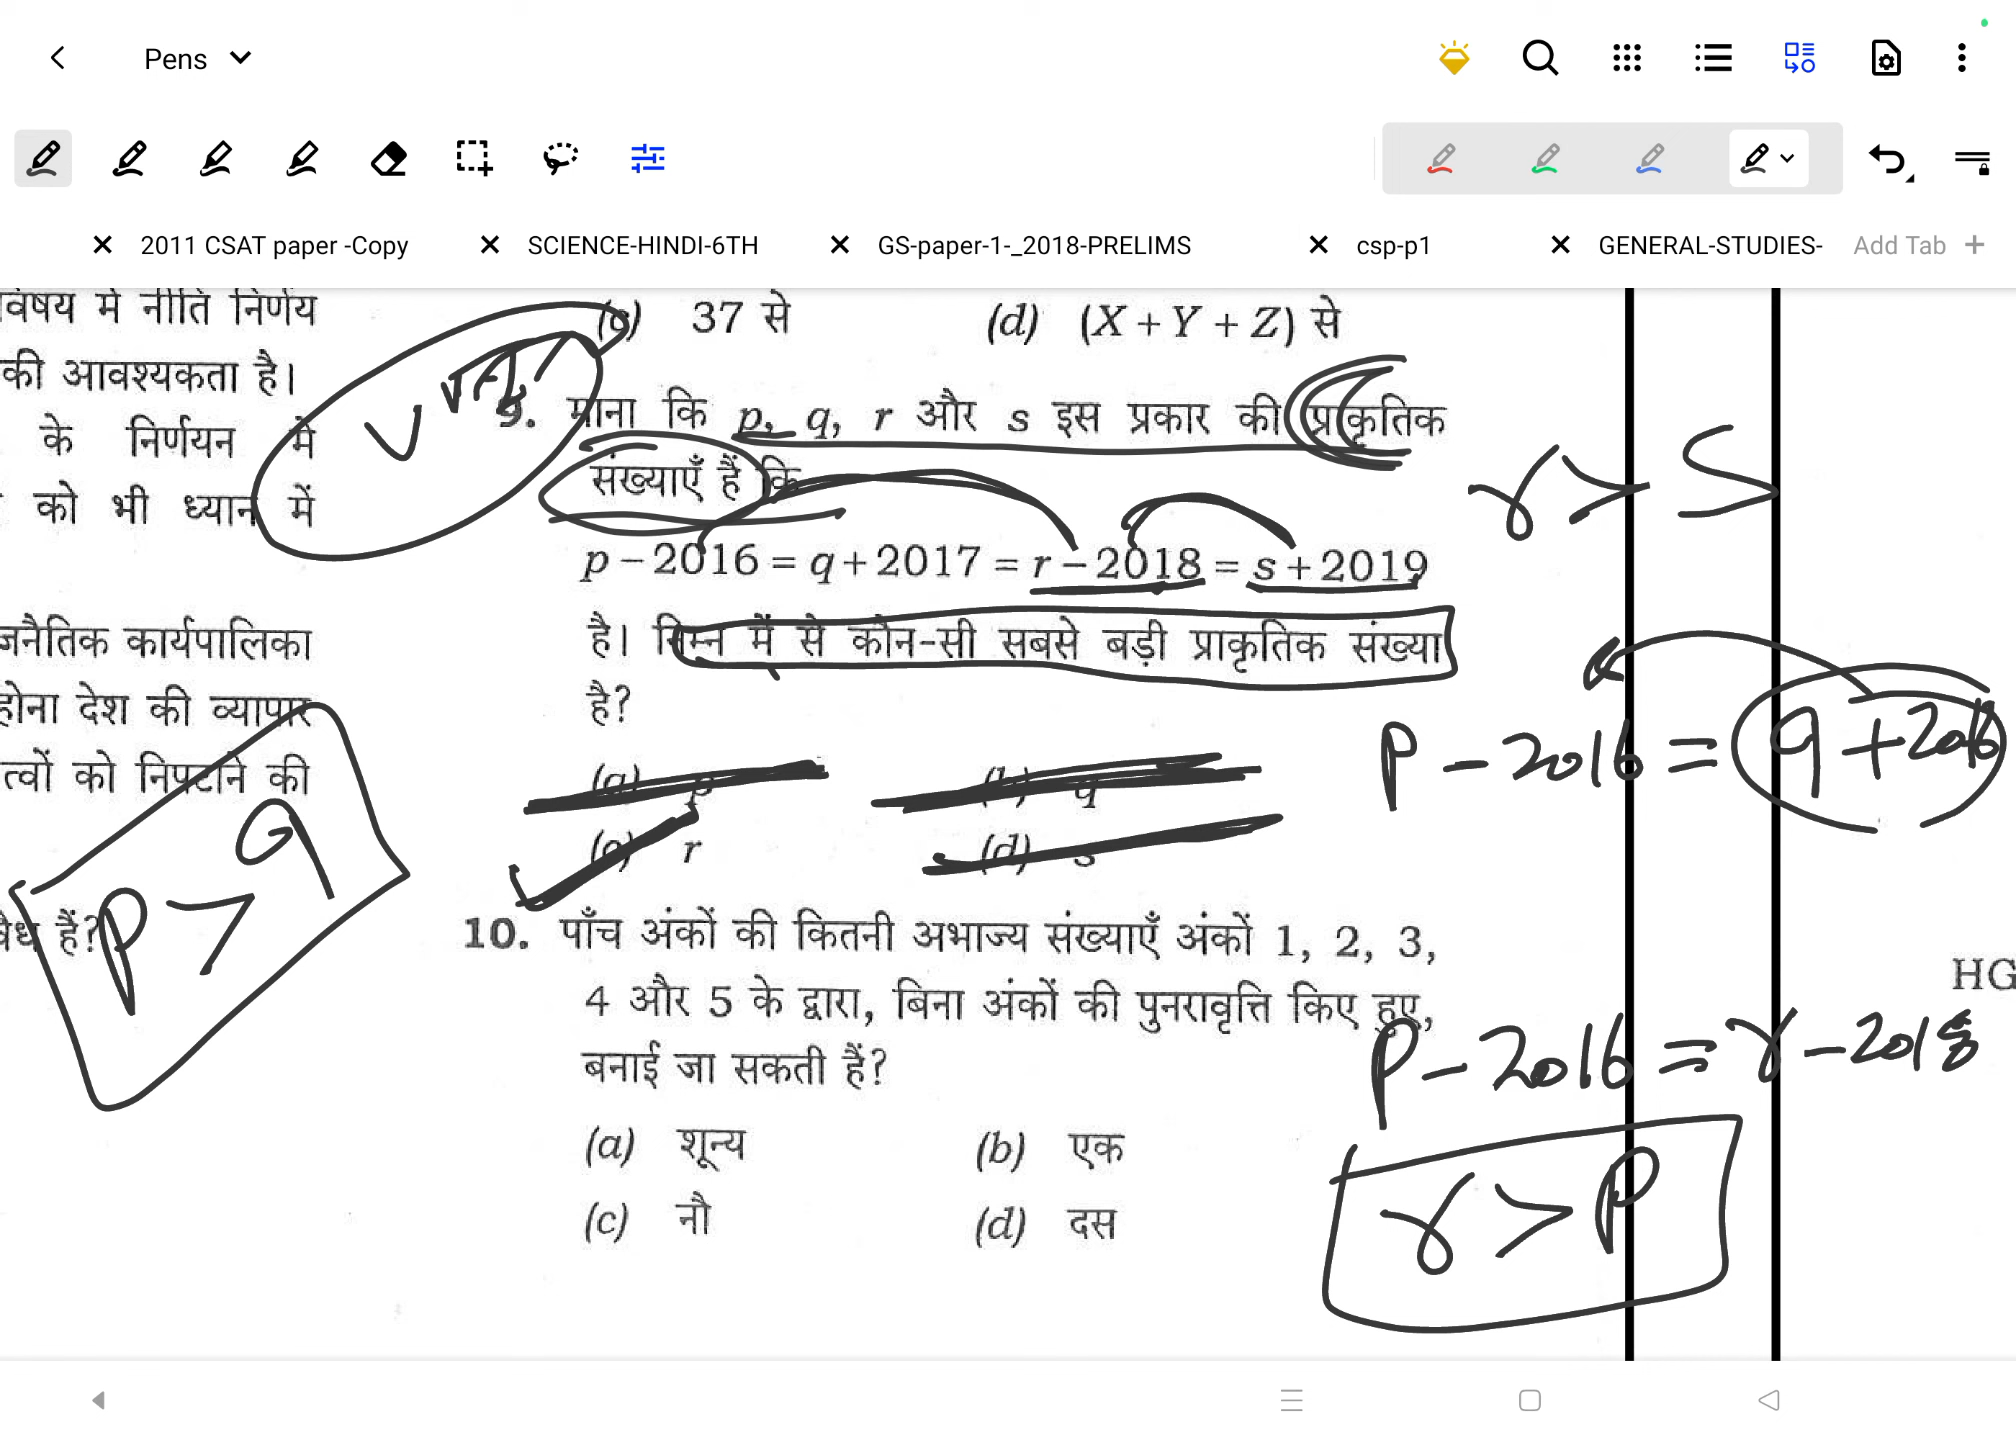 Pens
2011 CSAT paper -Copy
SCIENCE-HINDI-6TH
GS-paper-1-_2018-PRELIMS
csp-p1
GENERAL-STUDIES-
Add Tab +
विषय में नीति निर्णय
की आवश्यकता है।
के निर्णयन में
को भी ध्यान में
जनैतिक कार्यपालिका
होना देश की व्यापार
त्वों को निपटाने की
हैं?
p > q
(c) 37 से (d) (X + Y + Z) से
9. माना कि p, q, r और s इस प्रकार की प्राकृतिक
संख्याएँ हैं कि
p − 2016 = q + 2017 = r − 2018 = s + 2019
है। निम्न में से कौन-सी सबसे बड़ी प्राकृतिक संख्या
है?
(a) p (b) q
(c) r (d) s
10. पाँच अंकों की कितनी अभाज्य संख्याएँ अंकों 1, 2, 3,
4 और 5 के द्वारा, बिना अंकों की पुनरावृत्ति किए हुए,
बनाई जा सकती हैं?
(a) शून्य (b) एक
(c) नौ (d) दस
r > s
p − 2016 = q + 2016
HG
p − 2016 = r − 2018
r > p